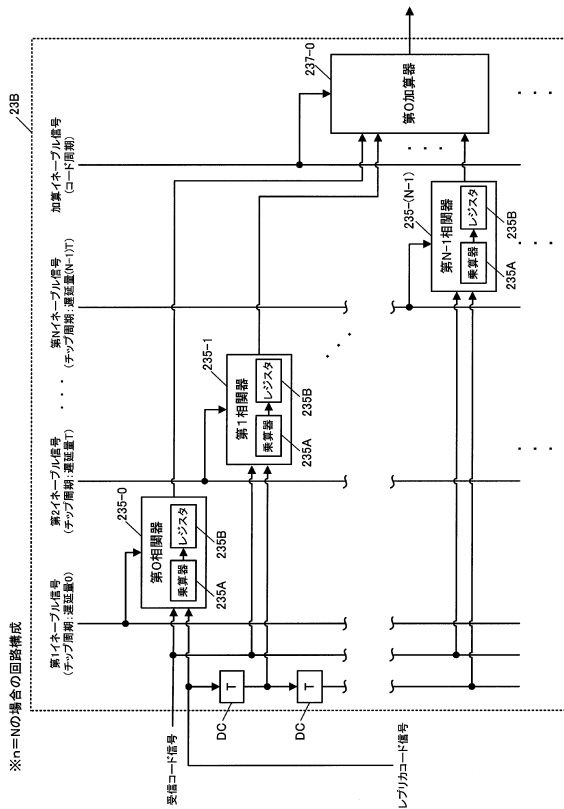 ※n=Nの場合の回路構成
23B
第1イネーブル信号
(チップ周期:遅延量0)
第2イネーブル信号
(チップ周期:遅延量T)
・・・
第Nイネーブル信号
(チップ周期:遅延量(N-1)T)
加算イネーブル信号
(コード周期)
235-0
第0相関器
乗算器
レジスタ
235A
235B
235-1
第1相関器
乗算器
レジスタ
235A
235B
235-(N-1)
第N-1相関器
乗算器
レジスタ
235A
235B
237-0
第0加算器
受信コード信号
レプリカコード信号
T
DC
T
DC